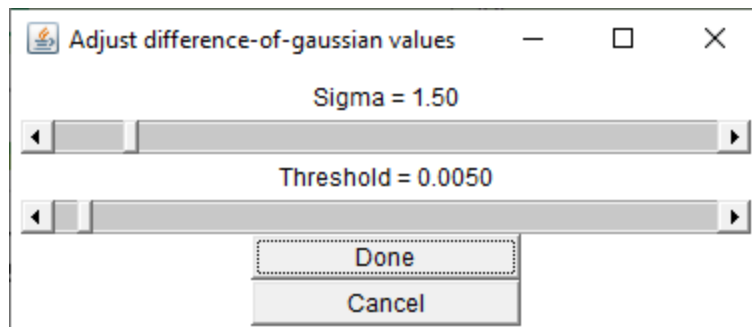 Adjust difference-of-gaussian values
Sigma = 1.50
Threshold = 0.0050
Done
Cancel